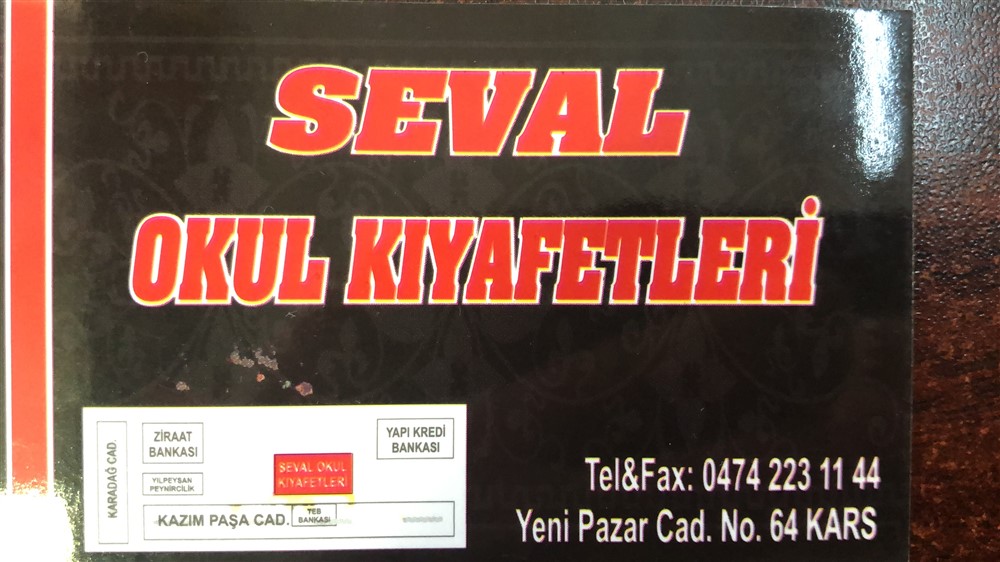 SEVAL
OKUL KIYAFETLERİ
KARADAĞ CAD.
ZİRAAT
BANKASI
YAPI KREDİ
BANKASI
YILPEYSAN
PEYNİRCİLİK
SEVAL OKUL
KIYAFETLERİ
KAZIM PAŞA CAD.
TEB
BANKASI
Tel&Fax: 0474 223 11 44
Yeni Pazar Cad. No. 64 KARS